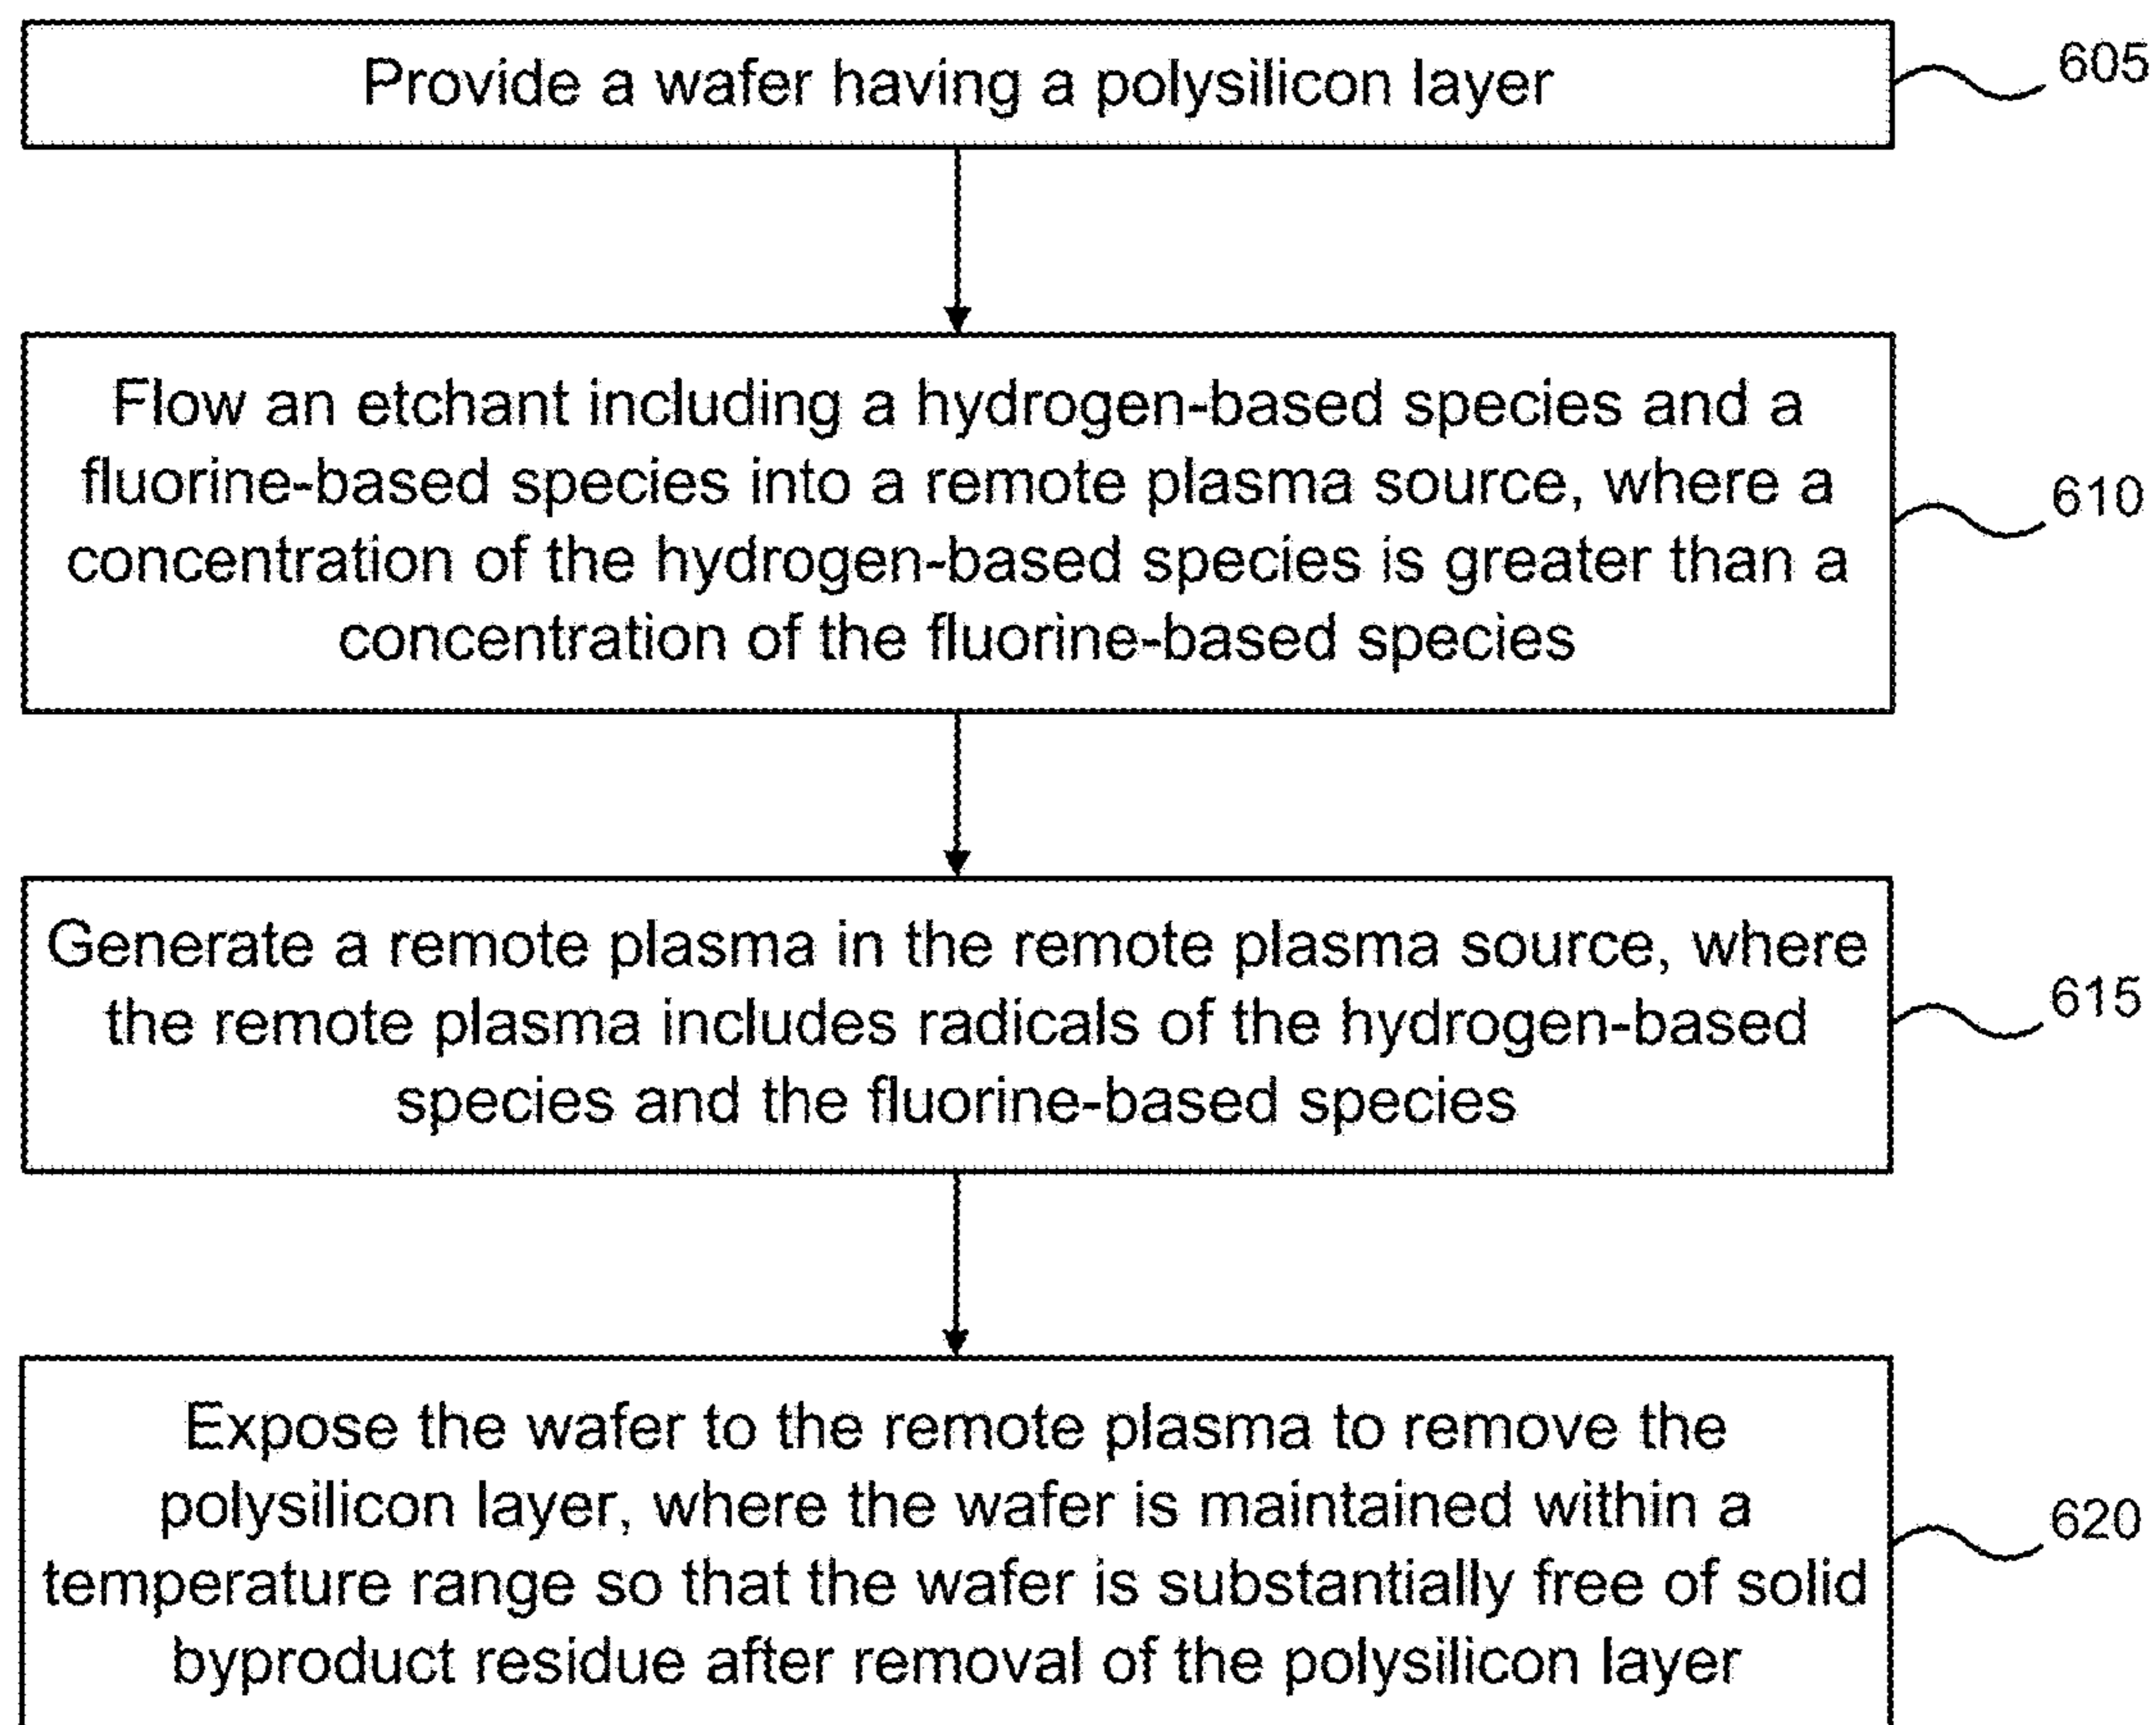 Provide a wafer having a polysilicon layer
605
Flow an etchant including a hydrogen-based species and a
fluorine-based species into a remote plasma source, where a
concentration of the hydrogen-based species is greater than a
concentration of the fluorine-based species
610
Generate a remote plasma in the remote plasma source, where
the remote plasma includes radicals of the hydrogen-based
species and the fluorine-based species
615
Expose the wafer to the remote plasma to remove the
polysilicon layer, where the wafer is maintained within a
temperature range so that the wafer is substantially free of solid
byproduct residue after removal of the polysilicon layer
620